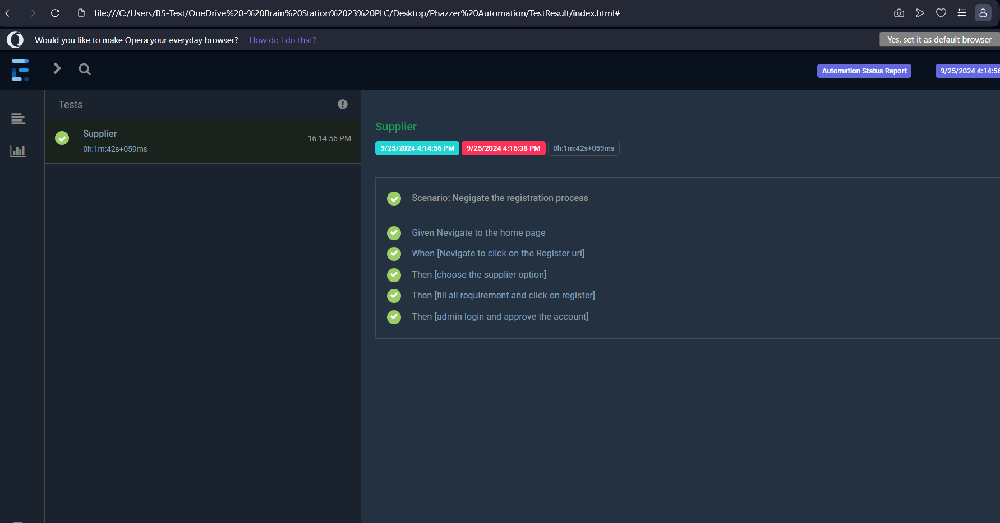 file:///C:/Users/BS-Test/OneDrive%20-%20Brain%20Station%2023%20PLC/Desktop/Phazzer%20Automation/TestResult/index.html#
Would you like to make Opera your everyday browser? How do I do that? Yes, set it as default browser
Automation Status Report 9/25/2024 4:14:56
Tests
Supplier
16:14:56 PM
0h:1m:42s+059ms
Supplier
9/25/2024 4:14:56 PM 9/25/2024 4:16:38 PM 0h:1m:42s+059ms
Scenario: Negigate the registration process
Given Nevigate to the home page
When [Nevigate to click on the Register url]
Then [choose the supplier option]
Then [fill all requirement and click on register]
Then [admin login and approve the account]